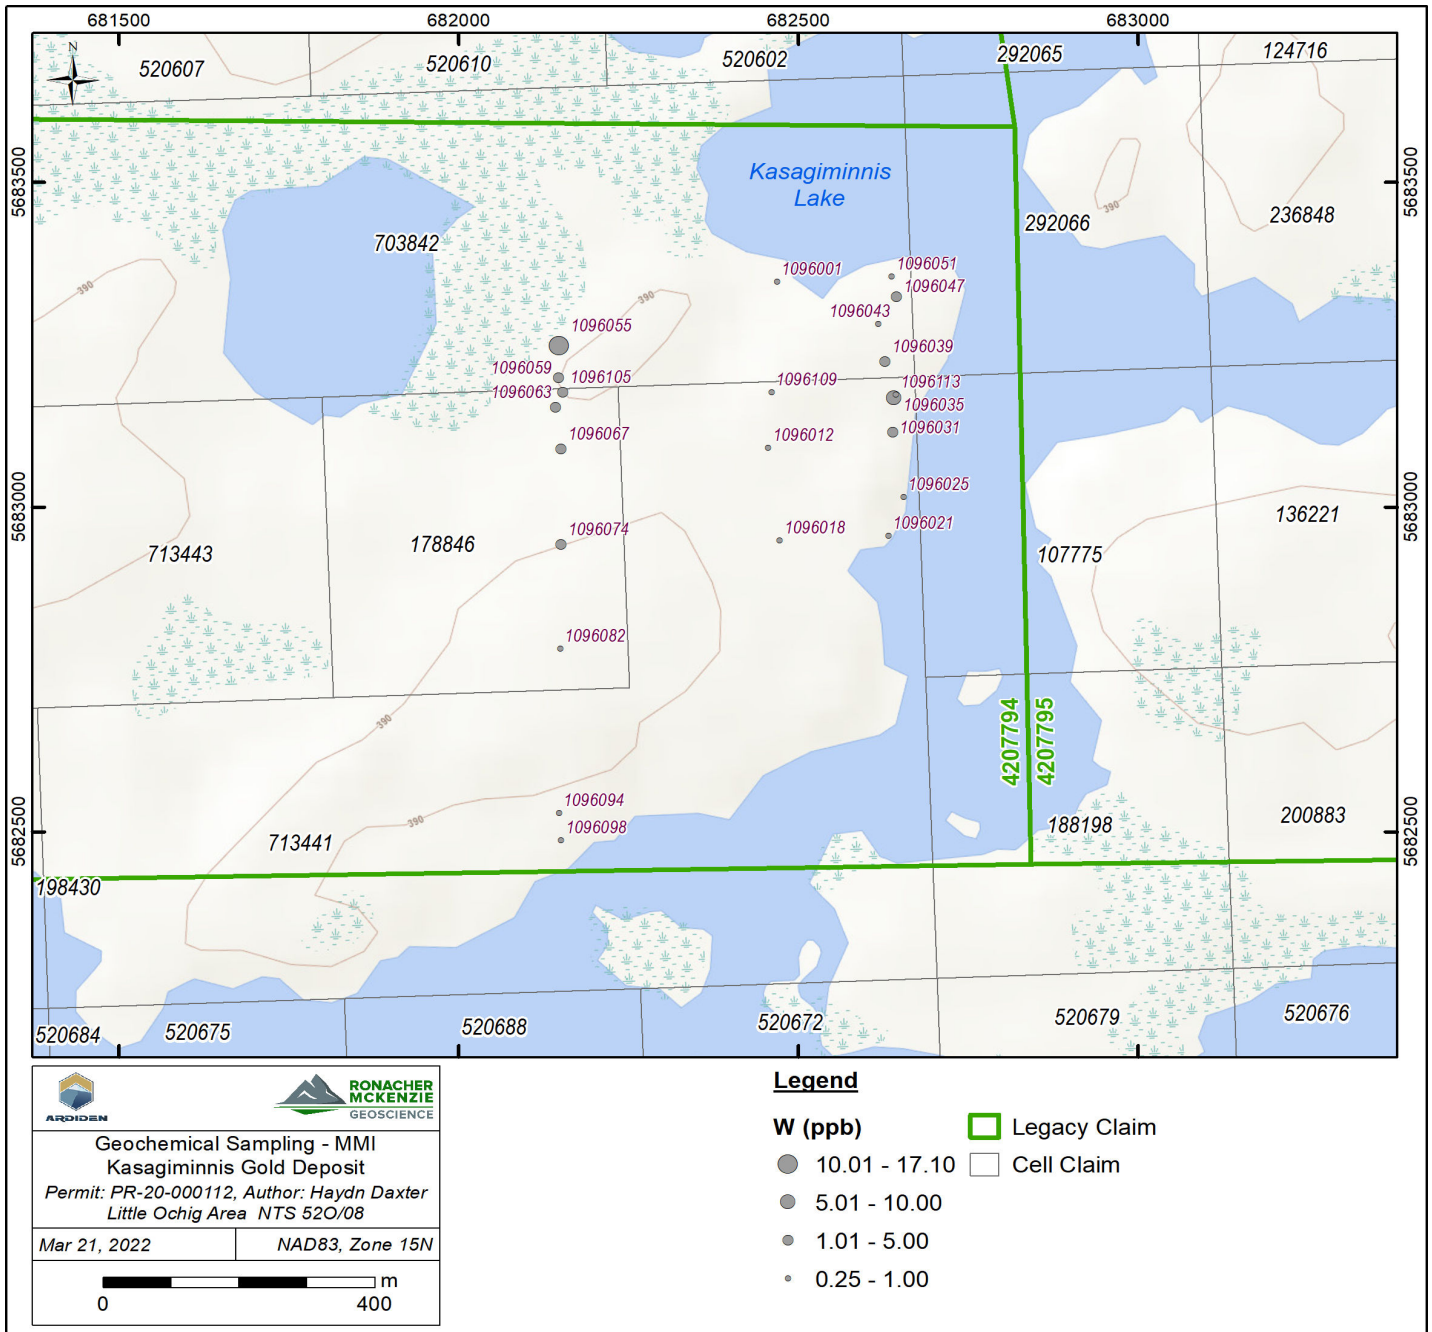 681500
682000
682500
683000
N
520607
520610
520602
292065
124716
5683500
5683500
Kasagiminnis
Lake
703842
292066
390
236848
1096001
1096051
1096047
390
390
1096043
1096055
1096039
1096059
1096105
1096109
1096113
1096063
1096035
1096067
1096012
1096031
1096025
5683000
5683000
1096018
1096021
136221
1096074
713443
178846
107775
1096082
390
4207794
4207795
1096094
390
1096098
713441
188198
200883
5682500
5682500
198430
520684
520675
520688
520672
520679
520676
ARDIDEN
RONACHER
MCKENZIE
GEOSCIENCE
Geochemical Sampling - MMI
Kasagiminnis Gold Deposit
Permit: PR-20-000112, Author: Haydn Daxter
Little Ochig Area NTS 52O/08
Mar 21, 2022
NAD83, Zone 15N
m
0
400
Legend
W (ppb)
10.01 - 17.10
5.01 - 10.00
1.01 - 5.00
0.25 - 1.00
Legacy Claim
Cell Claim